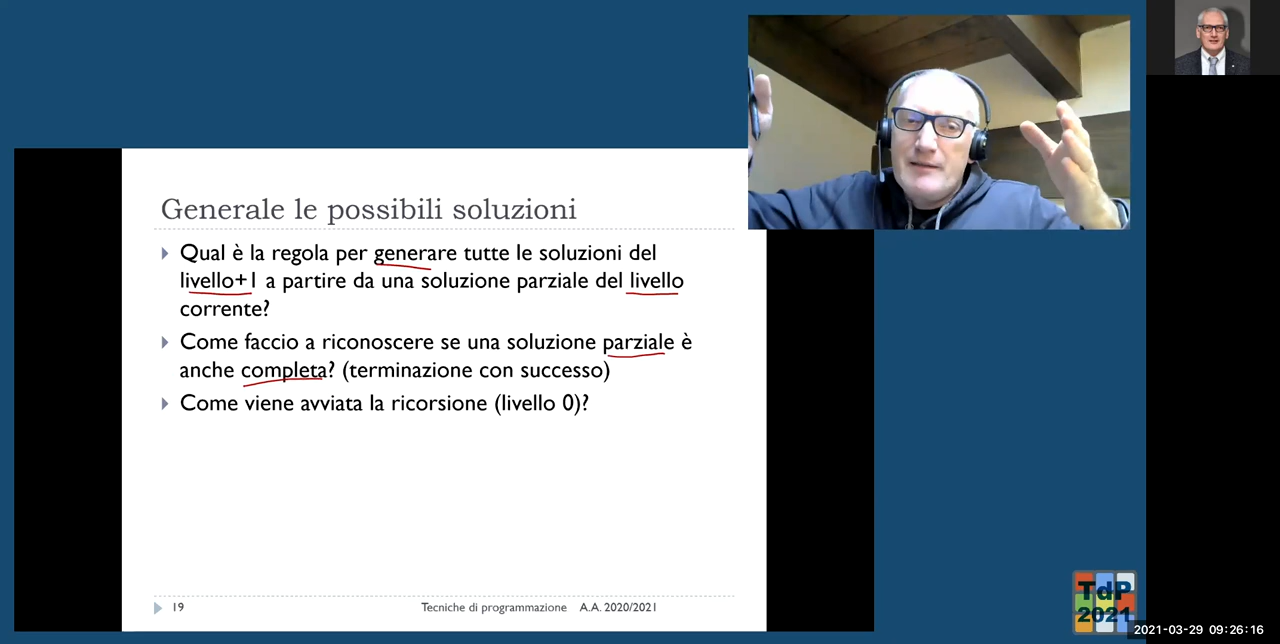 Generale le possibili soluzioni
Qual è la regola per generare tutte le soluzioni del
livello+1 a partire da una soluzione parziale del livello
corrente?
Come faccio a riconoscere se una soluzione parziale è
anche completa? (terminazione con successo)
Come viene avviata la ricorsione (livello 0)?
19 Tecniche di programmazione A.A. 2020/2021
TdP
2021
2021-03-29 09:26:16